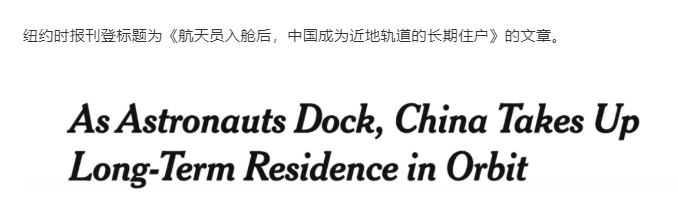 纽约时报刊登标题为《航天员入舱后，中国成为近地轨道的长期住户》的文章。
As Astronauts Dock, China Takes Up
Long-Term Residence in Orbit